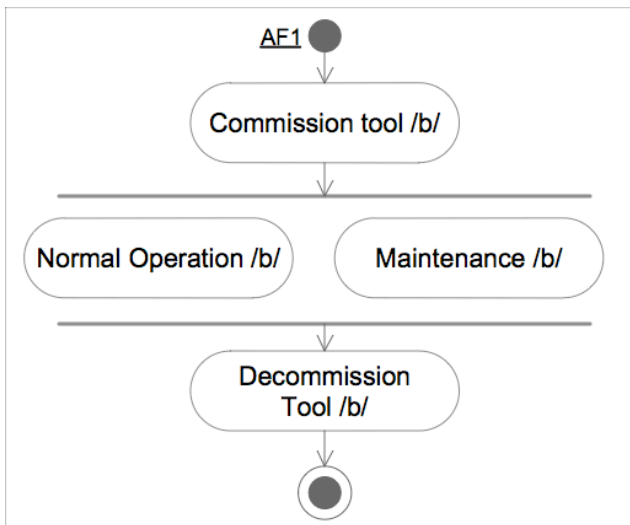 AF1
Commission tool /b/
Normal Operation /b/
Maintenance /b/
Decommission
Tool /b/